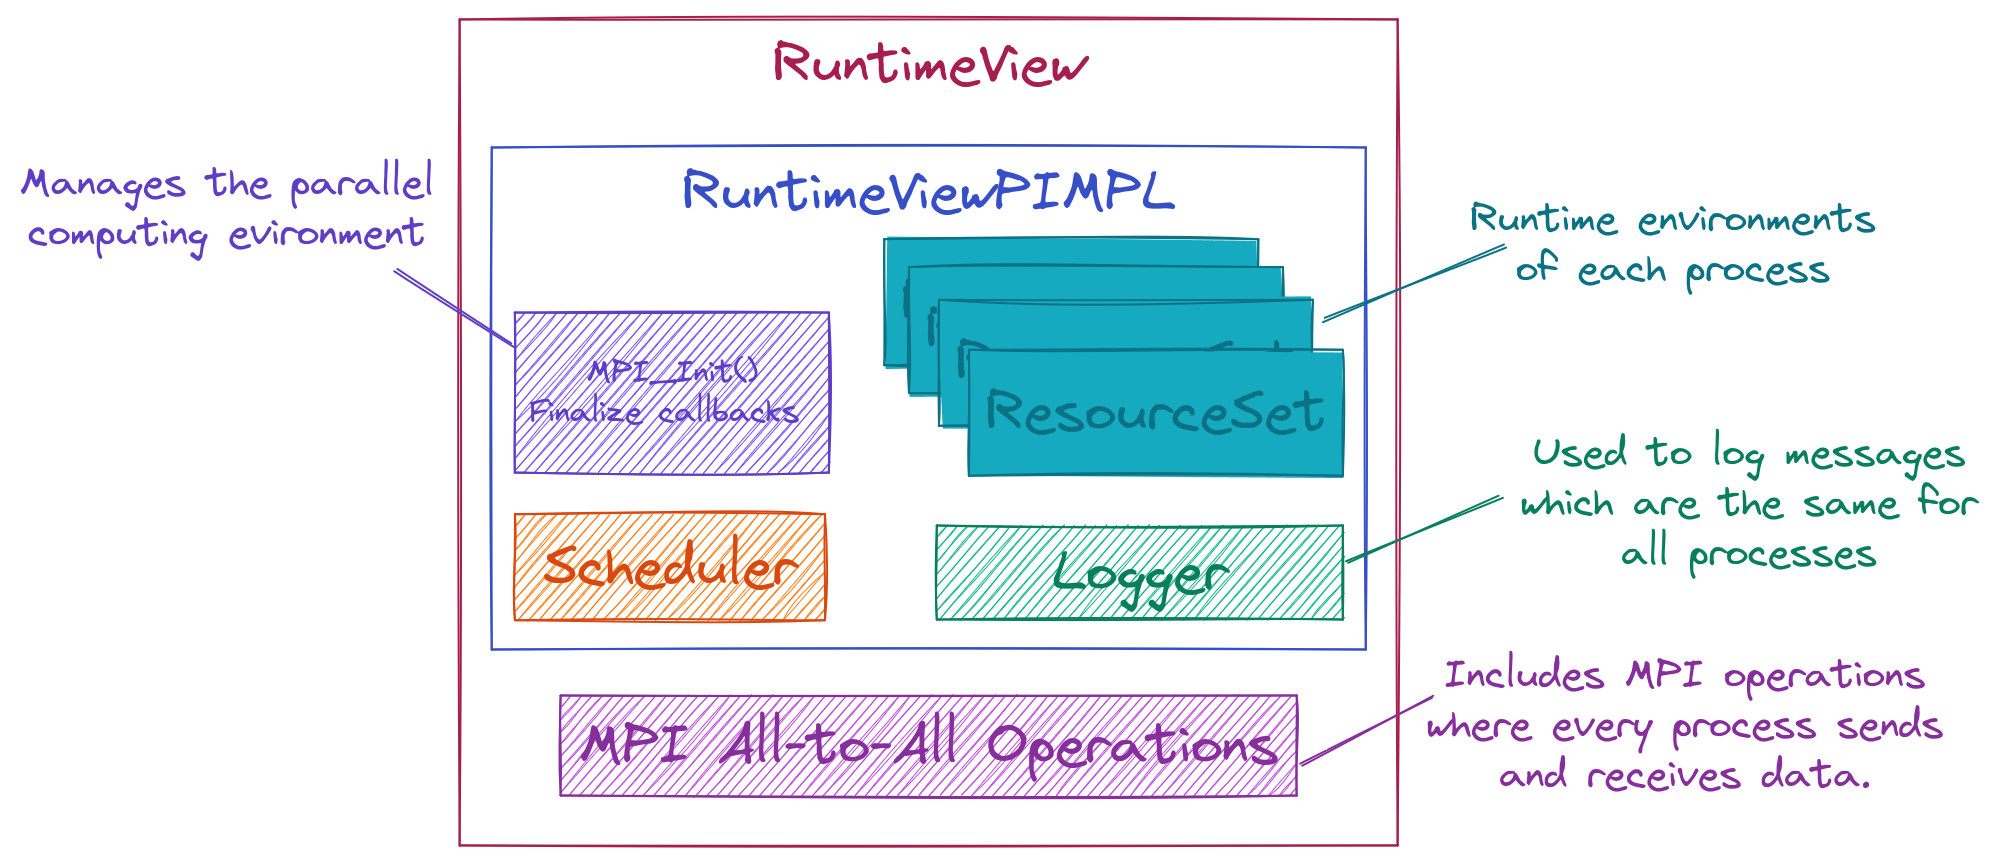 RuntimeView
RuntimeViewPIMPL
Manages the parallel
computing evironment
MPI_Init()
Finalize callbacks
ResourceSet
Runtime environments
of each process
Scheduler
Logger
Used to log messages
which are the same for
all processes
MPI All-to-All Operations
Includes MPI operations
where every process sends
and receives data.